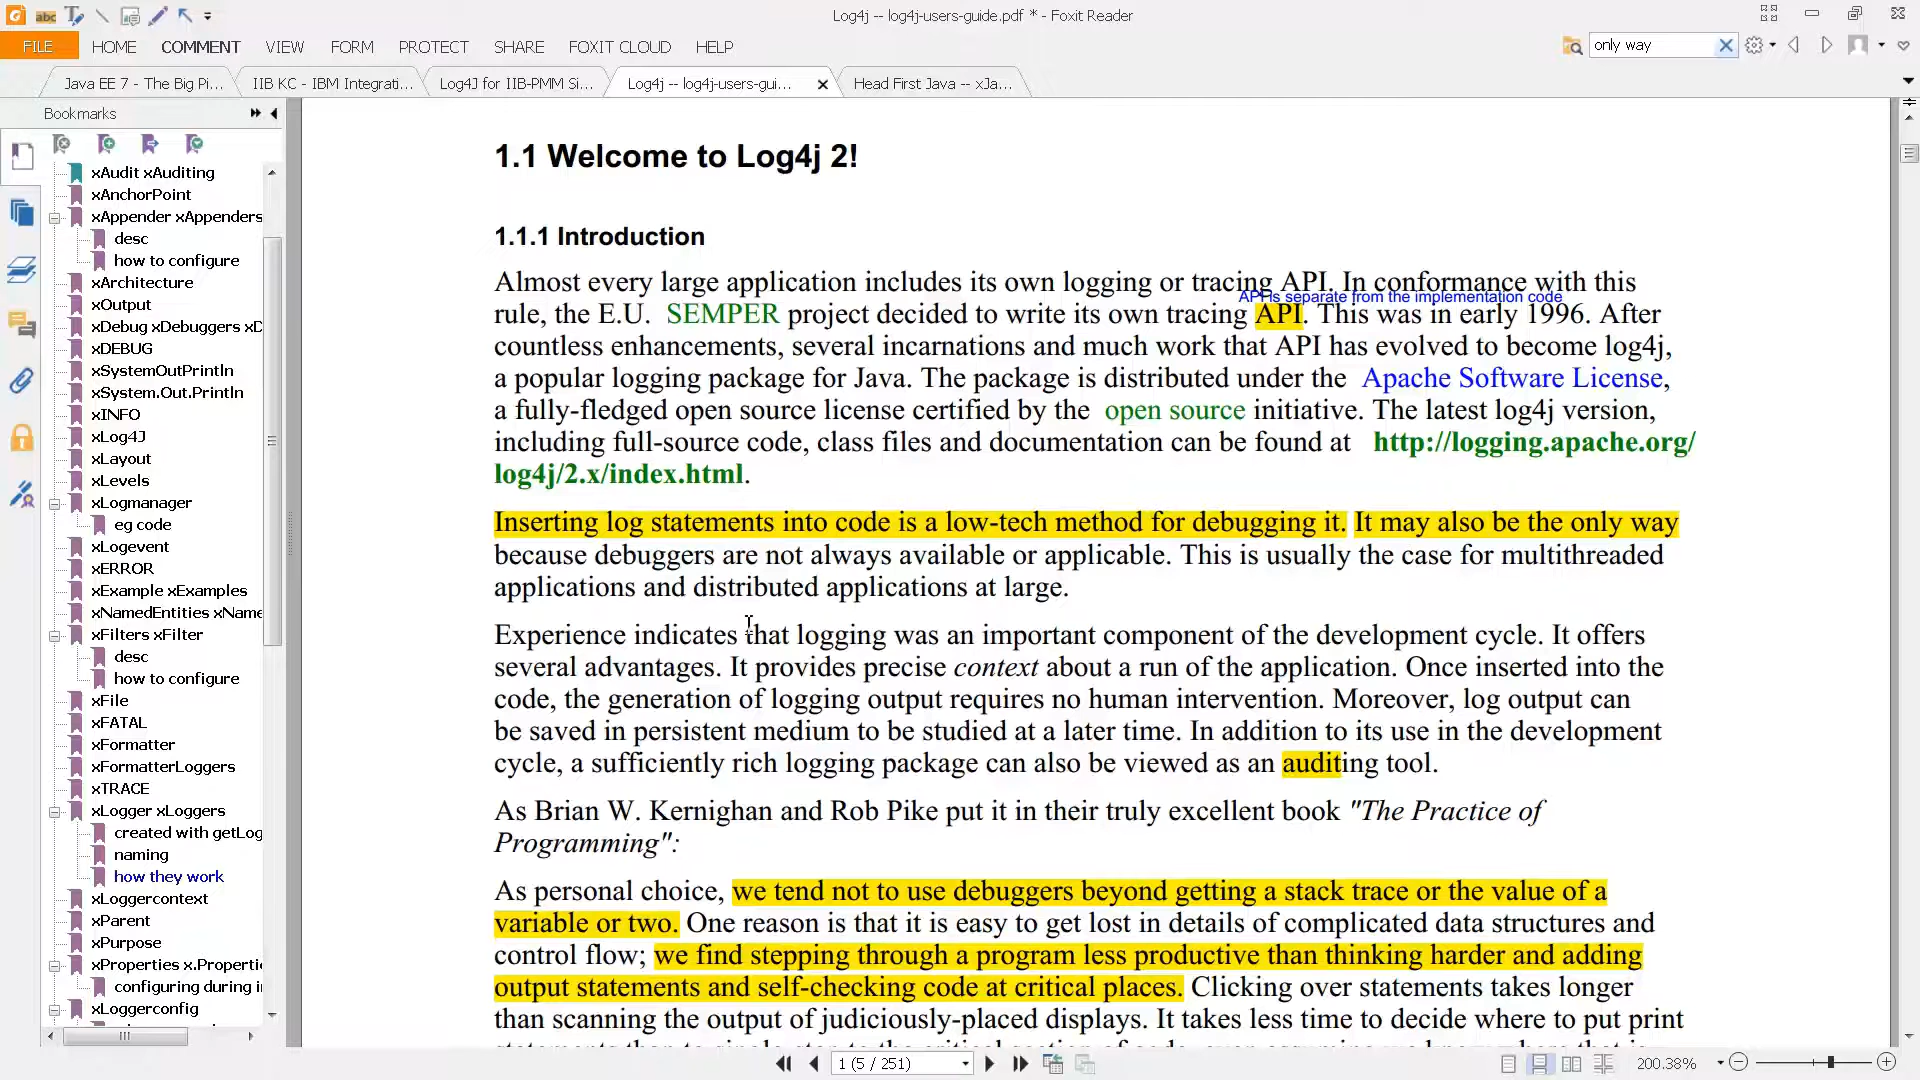 Log4j -- log4j-users-guide.pdf * - Foxit Reader
FILE HOME COMMENT VIEW FORM PROTECT SHARE FOXIT CLOUD HELP
only way
Java EE 7 - The Big Pi... IIB KC - IBM Integrati... Log4J for IIB-PMM Si... Log4j -- log4j-users-gui... Head First Java -- xJa...
Bookmarks
xAudit xAuditing
xAnchorPoint
xAppender xAppenders
desc
how to configure
xArchitecture
xOutput
xDebug xDebuggers xD
xDEBUG
xSystemOutPrintln
xSystem.Out.Println
xINFO
xLog4J
xLayout
xLevels
xLogmanager
eg code
xLogevent
xERROR
xExample xExamples
xNamedEntities xName
xFilters xFilter
desc
how to configure
xFile
xFATAL
xFormatter
xFormatterLoggers
xTRACE
xLogger xLoggers
created with getLog
naming
how they work
xLoggercontext
xParent
xPurpose
xProperties x.Properti
configuring during i
xLoggerconfig
1.1 Welcome to Log4j 2!
1.1.1 Introduction
Almost every large application includes its own logging or tracing API. In conformance with this
API is separate from the implementation code
rule, the E.U. SEMPER project decided to write its own tracing API. This was in early 1996. After
countless enhancements, several incarnations and much work that API has evolved to become log4j,
a popular logging package for Java. The package is distributed under the Apache Software License,
a fully-fledged open source license certified by the open source initiative. The latest log4j version,
including full-source code, class files and documentation can be found at http://logging.apache.org/
log4j/2.x/index.html.
Inserting log statements into code is a low-tech method for debugging it. It may also be the only way
because debuggers are not always available or applicable. This is usually the case for multithreaded
applications and distributed applications at large.
Experience indicates that logging was an important component of the development cycle. It offers
several advantages. It provides precise context about a run of the application. Once inserted into the
code, the generation of logging output requires no human intervention. Moreover, log output can
be saved in persistent medium to be studied at a later time. In addition to its use in the development
cycle, a sufficiently rich logging package can also be viewed as an auditing tool.
As Brian W. Kernighan and Rob Pike put it in their truly excellent book "The Practice of
Programming":
As personal choice, we tend not to use debuggers beyond getting a stack trace or the value of a
variable or two. One reason is that it is easy to get lost in details of complicated data structures and
control flow; we find stepping through a program less productive than thinking harder and adding
output statements and self-checking code at critical places. Clicking over statements takes longer
than scanning the output of judiciously-placed displays. It takes less time to decide where to put print
1 (5 / 251)
200.38%